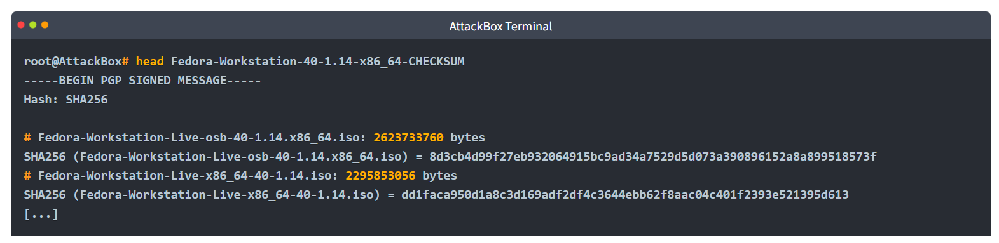 AttackBox Terminal
root@AttackBox# head Fedora-Workstation-40-1.14-x86_64-CHECKSUM
-----BEGIN PGP SIGNED MESSAGE-----
Hash: SHA256
# Fedora-Workstation-Live-osb-40-1.14.x86_64.iso: 2623733760 bytes
SHA256 (Fedora-Workstation-Live-osb-40-1.14.x86_64.iso) = 8d3cb4d99f27eb932064915bc9ad34a7529d5d073a390896152a8a899518573f
# Fedora-Workstation-Live-x86_64-40-1.14.iso: 2295853056 bytes
SHA256 (Fedora-Workstation-Live-x86_64-40-1.14.iso) = dd1faca950d1a8c3d169adf2df4c3644ebb62f8aac04c401f2393e521395d613
[...]